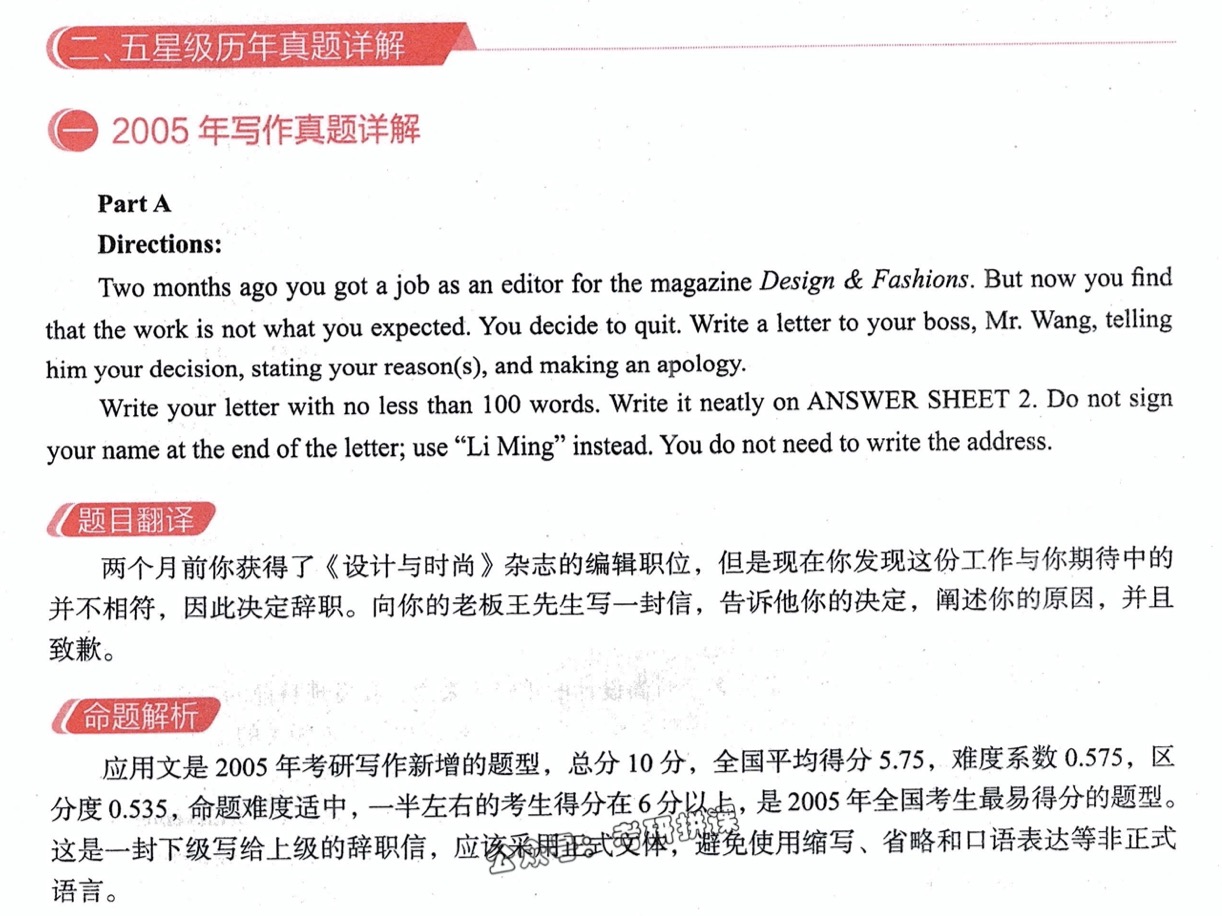 二、五星级历年真题详解
一 2005 年写作真题详解
Part A
Directions:
Two months ago you got a job as an editor for the magazine Design & Fashions. But now you find
that the work is not what you expected. You decide to quit. Write a letter to your boss, Mr. Wang, telling
him your decision, stating your reason(s), and making an apology.
Write your letter with no less than 100 words. Write it neatly on ANSWER SHEET 2. Do not sign
your name at the end of the letter; use “Li Ming” instead. You do not need to write the address.
题目翻译
两个月前你获得了《设计与时尚》杂志的编辑职位，但是现在你发现这份工作与你期待中的
并不相符，因此决定辞职。向你的老板王先生写一封信，告诉他你的决定，阐述你的原因，并且
致歉。
命题解析
应用文是 2005 年考研写作新增的题型，总分 10 分，全国平均得分 5.75，难度系数 0.575，区
分度 0.535，命题难度适中，一半左右的考生得分在 6 分以上，是 2005 年全国考生最易得分的题型。
这是一封下级写给上级的辞职信，应该采用正式文体，避免使用缩写、省略和口语表达等非正式
语言。
公众号：考研拼课